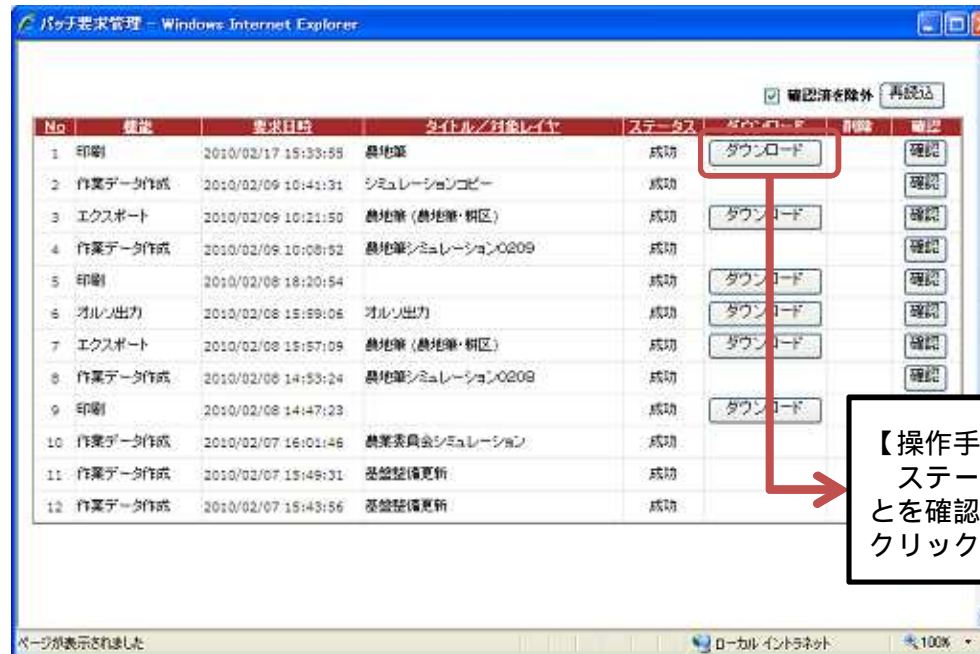 バッチ要求管理 - Windows Internet Explorer
確認済を除外 再読込
No 機能 要求日時 タイトル/対象レイヤ ステータス ダウンロード 削除 確認
1 印刷 2010/02/17 15:33:55 農地筆 成功 ダウンロード 確認
2 作業データ作成 2010/02/09 10:41:31 シミュレーションコピー 成功 確認
3 エクスポート 2010/02/09 10:21:50 農地筆 (農地筆・耕区) 成功 ダウンロード 確認
4 作業データ作成 2010/02/09 10:08:52 農地筆シミュレーション0209 成功 確認
5 印刷 2010/02/08 18:20:54 成功 ダウンロード 確認
6 オルソ出力 2010/02/08 15:59:06 オルソ出力 成功 ダウンロード 確認
7 エクスポート 2010/02/08 15:57:09 農地筆 (農地筆・耕区) 成功 ダウンロード 確認
8 作業データ作成 2010/02/08 14:53:24 農地筆シミュレーション0208 成功 確認
9 印刷 2010/02/08 14:47:23 成功 ダウンロード
10 作業データ作成 2010/02/07 16:01:46 農業委員会シミュレーション 成功
11 作業データ作成 2010/02/07 15:49:31 基盤整備更新 成功
12 作業データ作成 2010/02/07 15:43:56 基盤整備更新 成功
【操作手
ステー
とを確認
クリック
ページが表示されました ローカル イントラネット 100%